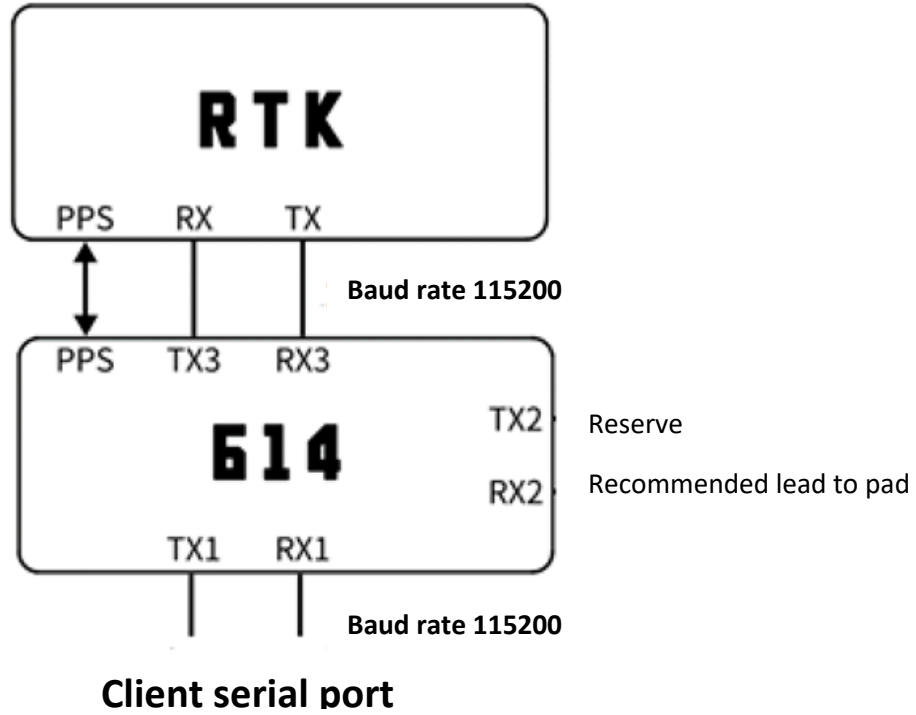 RTK
PPS RX TX
Baud rate 115200
PPS TX3 RX3
TX2 Reserve
614
RX2 Recommended lead to pad
TX1 RX1
Baud rate 115200
Client serial port